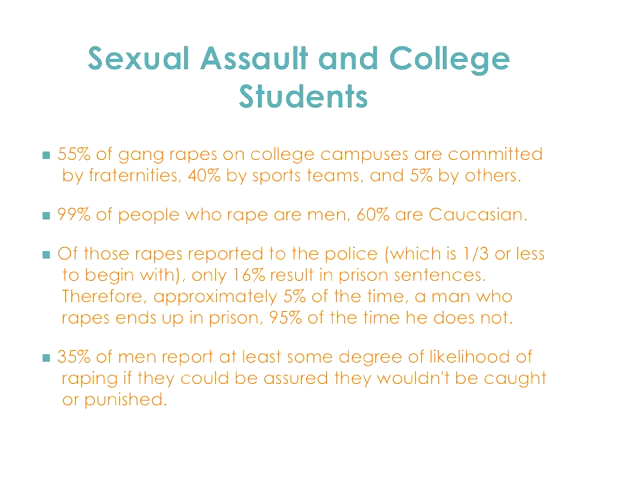 Sexual Assault and College
Students
55% of gang rapes on college campuses are committed
by fraternities, 40% by sports teams, and 5% by others.
99% of people who rape are men, 60% are Caucasian.
Of those rapes reported to the police (which is 1/3 or less
to begin with), only 16% result in prison sentences.
Therefore, approximately 5% of the time, a man who
rapes ends up in prison, 95% of the time he does not.
35% of men report at least some degree of likelihood of
raping if they could be assured they wouldn't be caught
or punished.